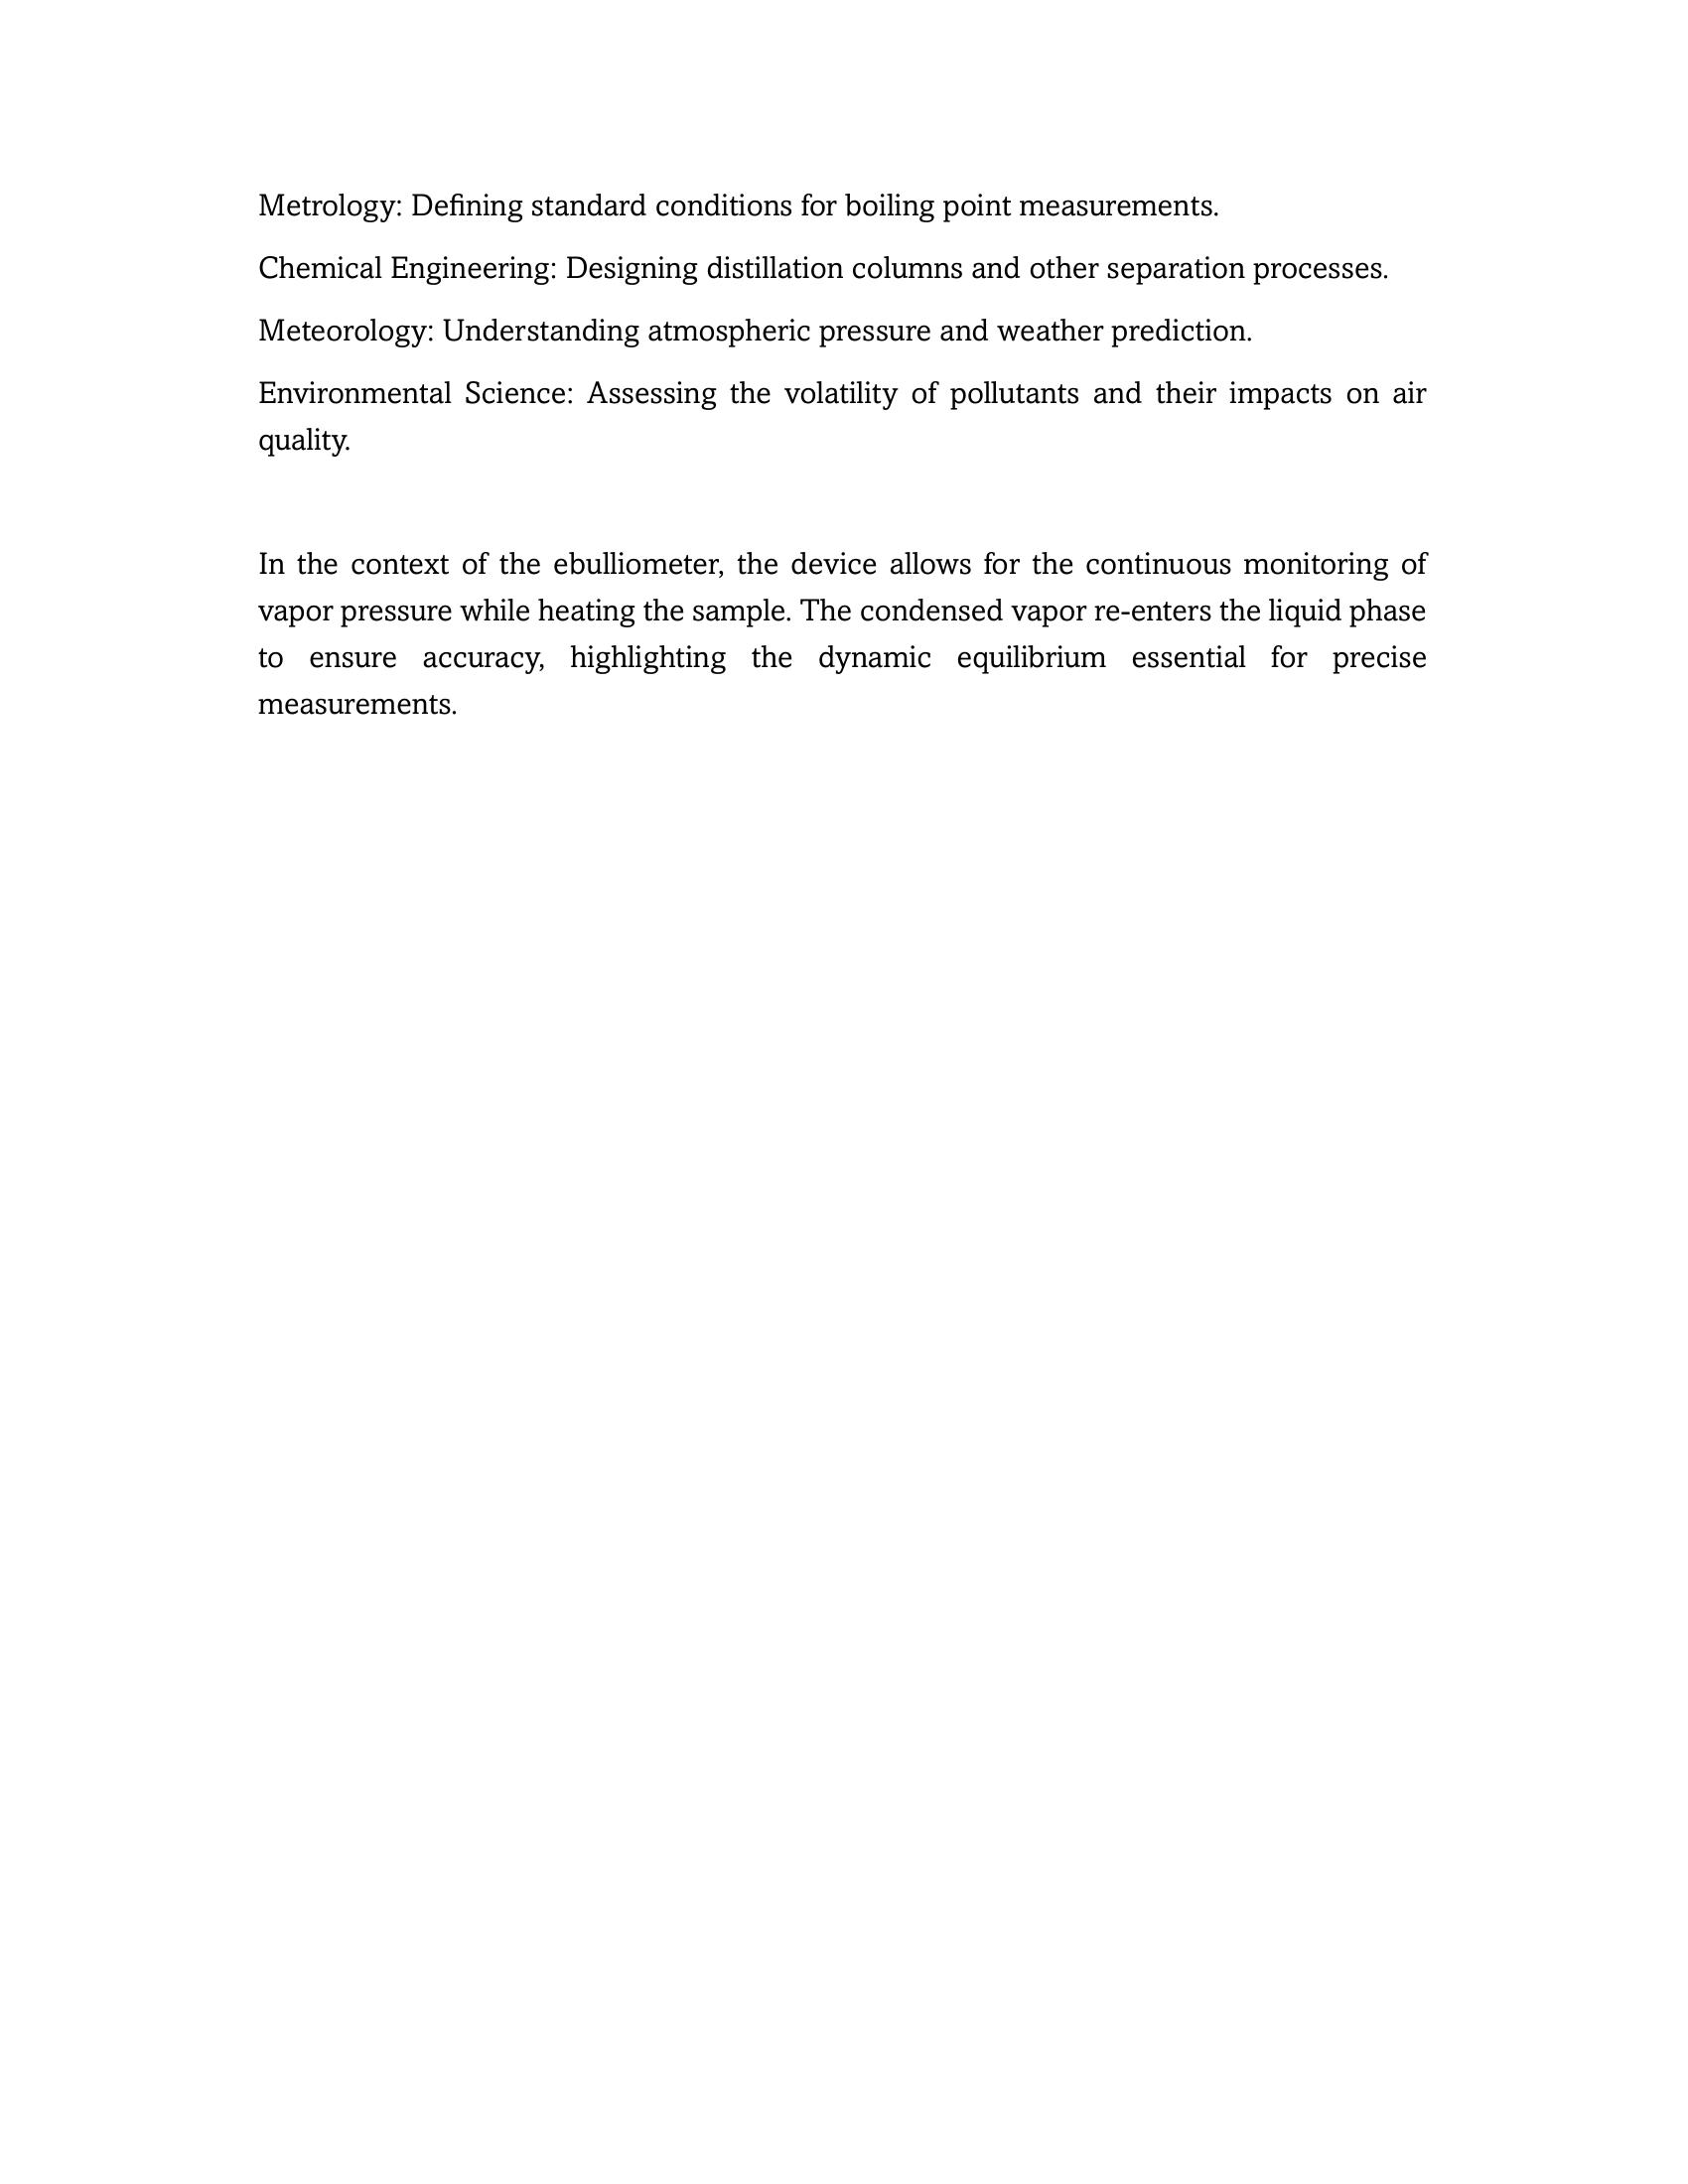 Metrology: Defining standard conditions for boiling point measurements.
Chemical Engineering: Designing distillation columns and other separation processes.
Meteorology: Understanding atmospheric pressure and weather prediction.
Environmental Science: Assessing the volatility of pollutants and their impacts on air
quality.
In the context of the ebulliometer, the device allows for the continuous monitoring of
vapor pressure while heating the sample. The condensed vapor re-enters the liquid phase
to ensure accuracy, highlighting the dynamic equilibrium essential for precise
measurements.